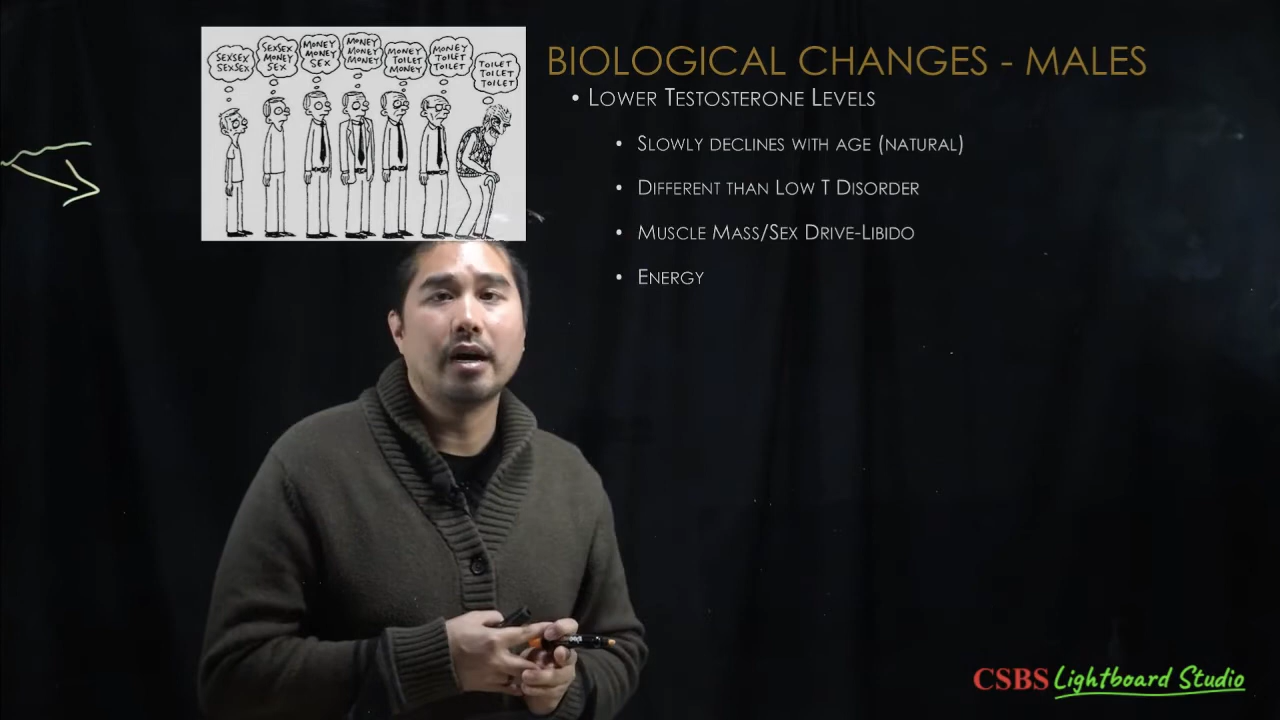 SEXSEX
SEXSEX
SEXSEX
MONEY
SEX
MONEY
MONEY
SEX
MONEY
MONEY
MONEY
MONEY
TOILET
MONEY
MONEY
TOILET
TOILET
TOILET
TOILET
TOILET
BIOLOGICAL CHANGES - MALES
• LOWER TESTOSTERONE LEVELS
• SLOWLY DECLINES WITH AGE (NATURAL)
• DIFFERENT THAN LOW T DISORDER
• MUSCLE MASS/SEX DRIVE-LIBIDO
• ENERGY
CSBS Lightboard Studio